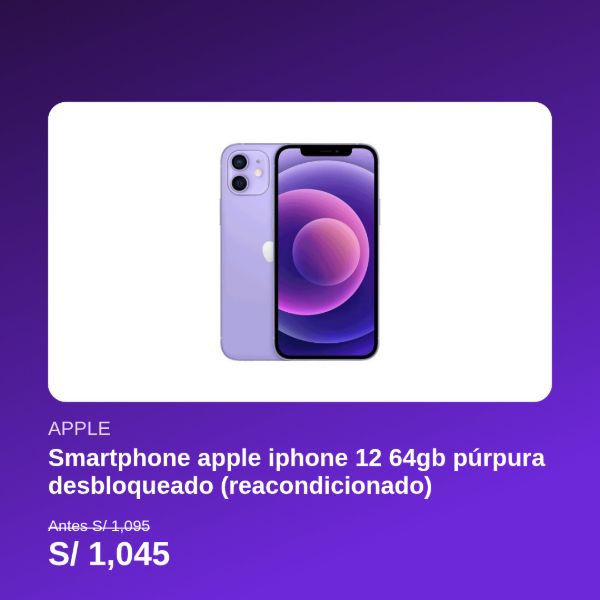 APPLE
Smartphone apple iphone 12 64gb púrpura
desbloqueado (reacondicionado)
Antes S/ 1,095
S/ 1,045